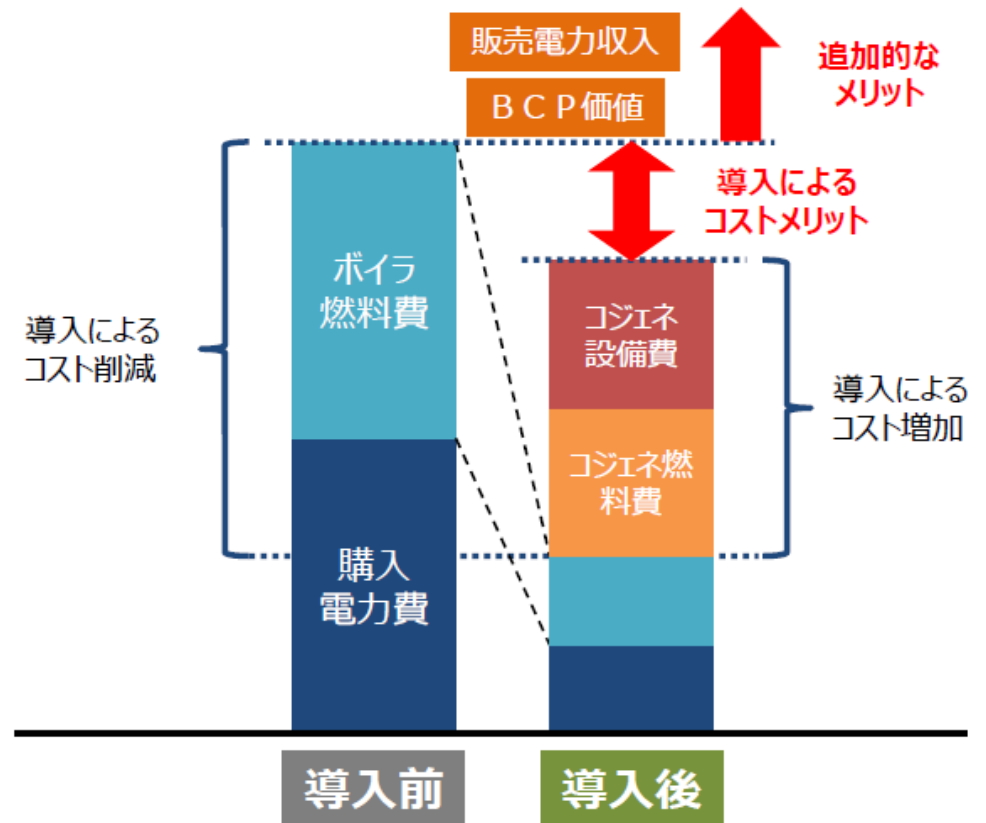 販売電力収入
ＢＣＰ価値
追加的な
メリット
導入による
コストメリット
ボイラ
燃料費
導入による
コスト削減
コジェネ
設備費
導入による
コスト増加
コジェネ燃
料費
購入
電力費
導入前
導入後